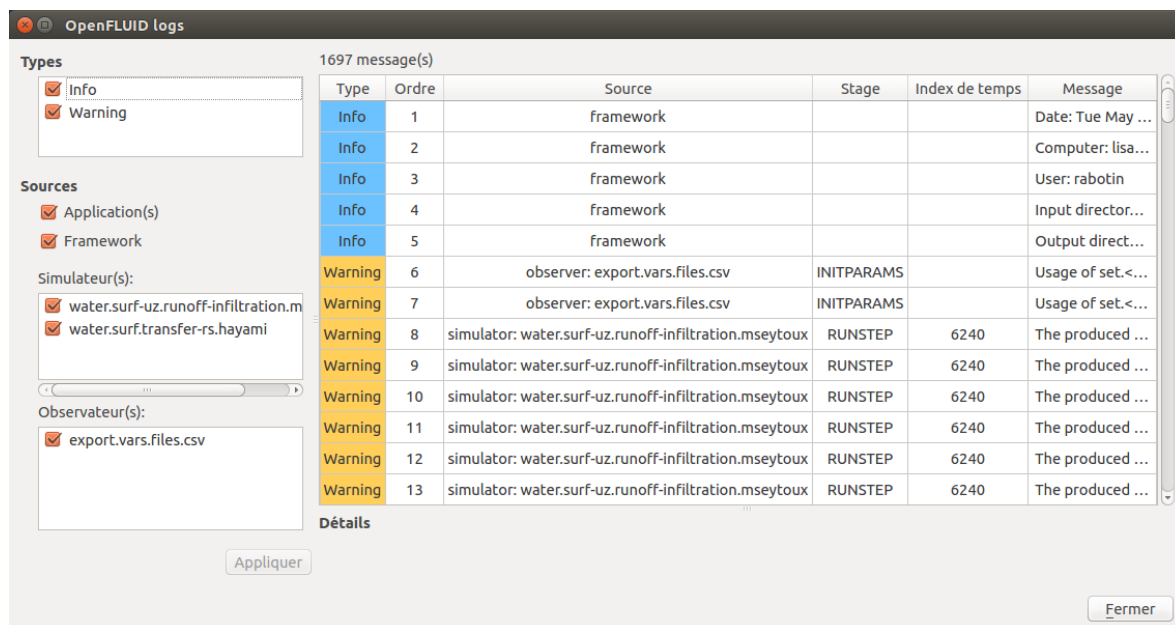 OpenFLUID logs
Types
Info
Warning
Sources
Application(s)
Framework
Simulateur(s):
water.surf-uz.runoff-infiltration.m
water.surf.transfer-rs.hayami
Observateur(s):
export.vars.files.csv
Appliquer
1697 message(s)
Type Ordre Source Stage Index de temps Message
Info 1 framework Date: Tue May ...
Info 2 framework Computer: lisa...
Info 3 framework User: rabotin
Info 4 framework Input director...
Info 5 framework Output direct...
Warning 6 observer: export.vars.files.csv INITPARAMS Usage of set.<...
Warning 7 observer: export.vars.files.csv INITPARAMS Usage of set.<...
Warning 8 simulator: water.surf-uz.runoff-infiltration.mseytoux RUNSTEP 6240 The produced ...
Warning 9 simulator: water.surf-uz.runoff-infiltration.mseytoux RUNSTEP 6240 The produced ...
Warning 10 simulator: water.surf-uz.runoff-infiltration.mseytoux RUNSTEP 6240 The produced ...
Warning 11 simulator: water.surf-uz.runoff-infiltration.mseytoux RUNSTEP 6240 The produced ...
Warning 12 simulator: water.surf-uz.runoff-infiltration.mseytoux RUNSTEP 6240 The produced ...
Warning 13 simulator: water.surf-uz.runoff-infiltration.mseytoux RUNSTEP 6240 The produced ...
Détails
Fermer